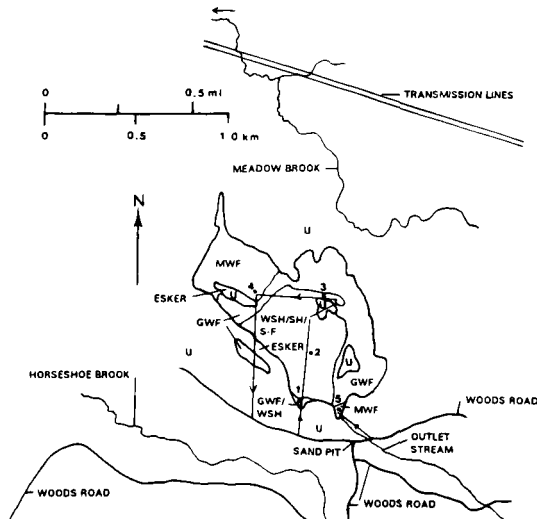 0 0.5 mi
0 0.5 1 0 km
TRANSMISSION LINES
MEADOW BROOK
N
U
MWF
4
3
ESKER
U
U
GWF
WSH/SH/
S-F
ESKER
2
U
U
GWF
HORSESHOE BROOK
1
GWF/
WSH
5
MWF
WOODS ROAD
U
SAND PIT
OUTLET
STREAM
WOODS ROAD
WOODS ROAD